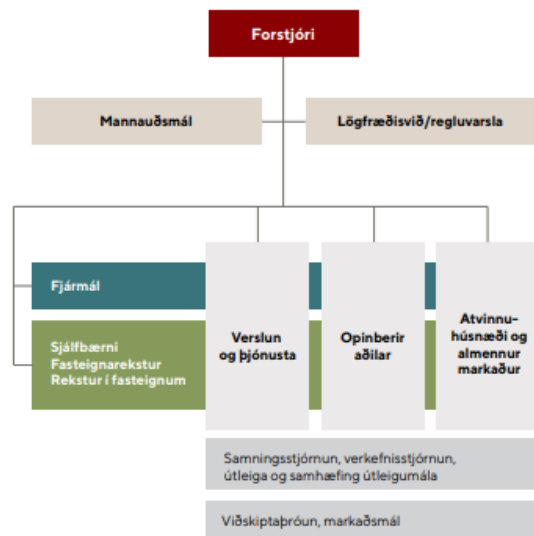 Forstjóri
Mannauðsmál
Lögfræðisvið/regluvarsla
Fjármál
Sjálfbærni
Fasteignarekstur
Rekstur í fasteignum
Verslun
og þjónusta
Opinberir
aðilar
Atvinnu-
húsnæði og
almennur
markaður
Samningsstjórnun, verkefnisstjórnun,
útleiga og samhæfing útleigumála
Viðskiptaþróun, markaðsmál